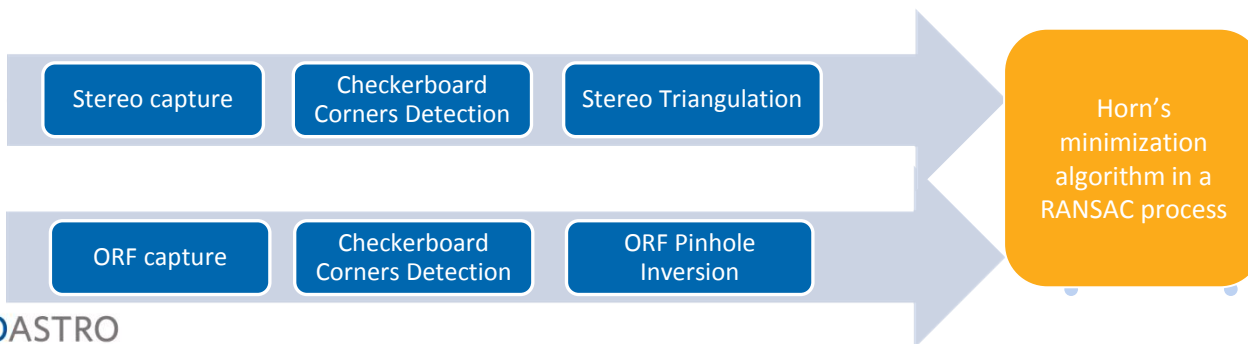 Stereo capture
Checkerboard
Corners Detection
Stereo Triangulation
ORF capture
Checkerboard
Corners Detection
ORF Pinhole
Inversion
Horn's
minimization
algorithm in a
RANSAC process